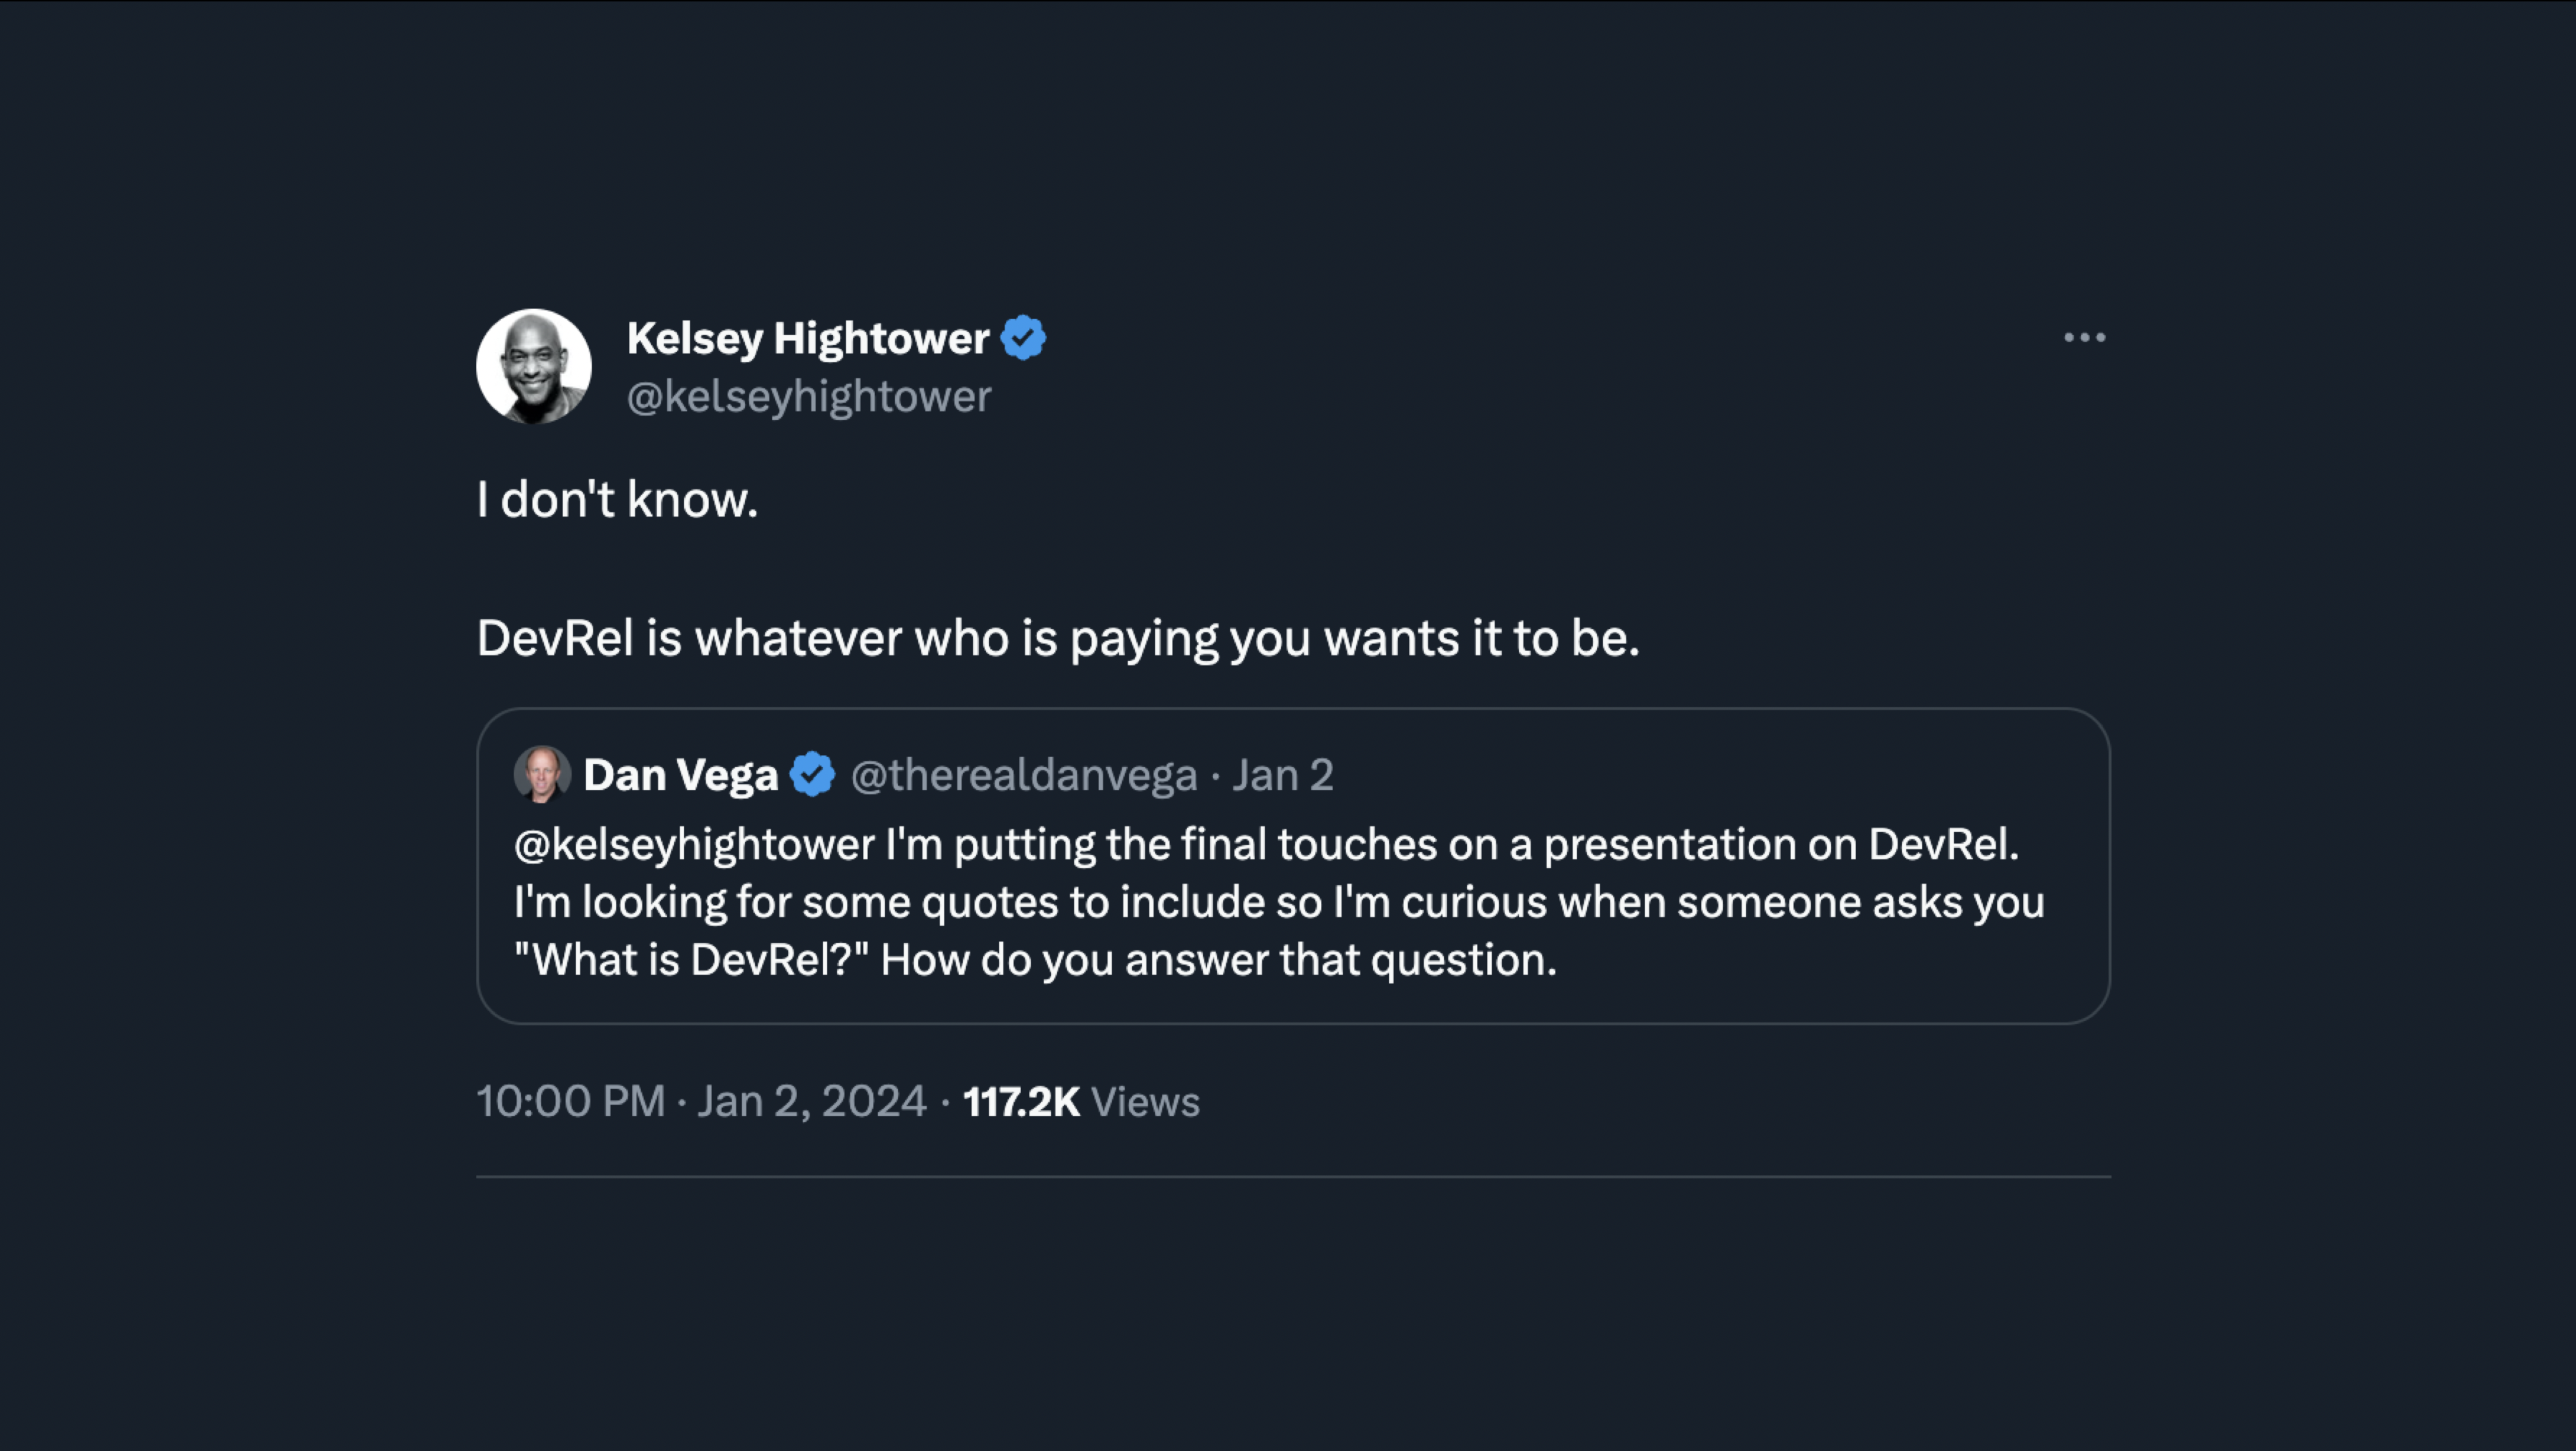 Kelsey Hightower
@kelseyhightower
I don't know.
DevRel is whatever who is paying you wants it to be.
Dan Vega @therealdanvega · Jan 2
@kelseyhightower I'm putting the final touches on a presentation on DevRel.
I'm looking for some quotes to include so I'm curious when someone asks you
"What is DevRel?" How do you answer that question.
10:00 PM · Jan 2, 2024 · 117.2K Views